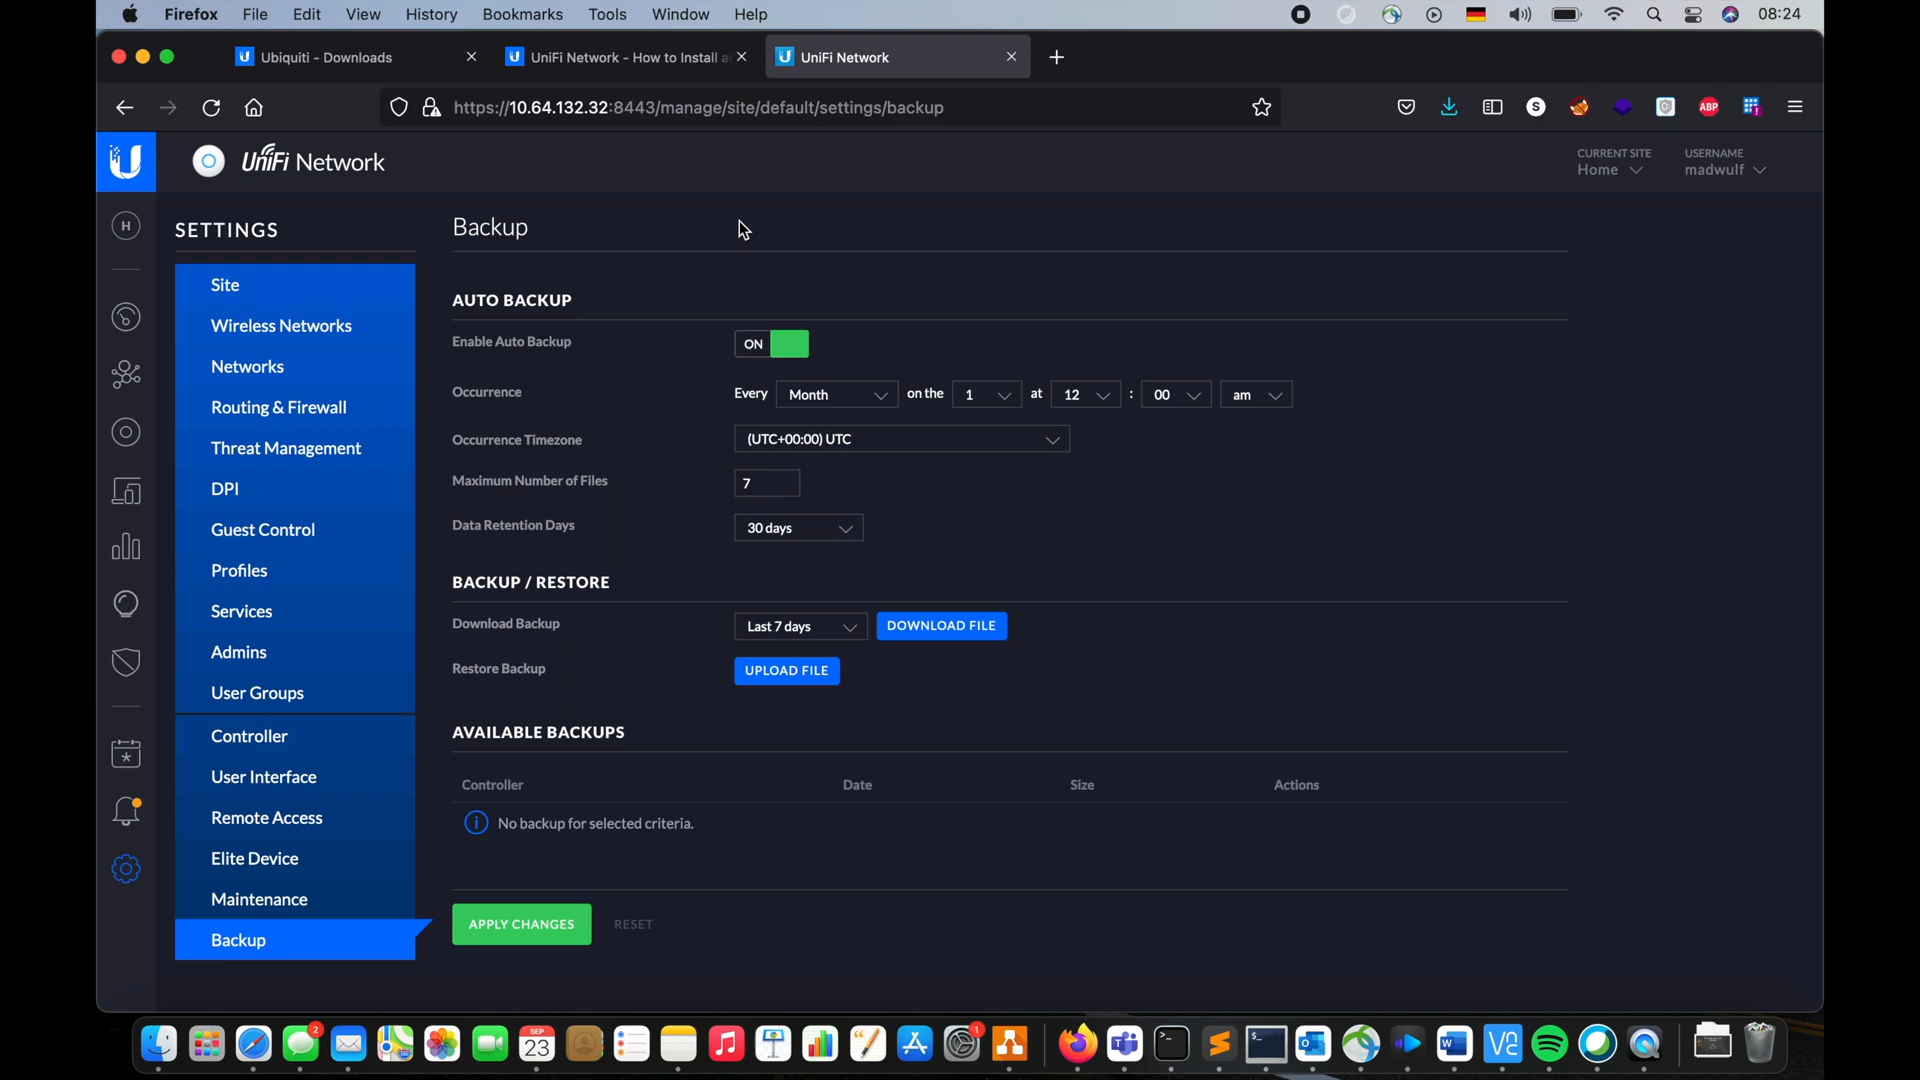 Firefox File Edit View History Bookmarks Tools Window Help 08:24
Ubiquiti - Downloads
UniFi Network - How to Install a
UniFi Network
https://10.64.132.32:8443/manage/site/default/settings/backup
S
ABP
UniFi Network
CURRENT SITE
Home
USERNAME
madwulf
H
SETTINGS
Site
Wireless Networks
Networks
Routing & Firewall
Threat Management
DPI
Guest Control
Profiles
Services
Admins
User Groups
Controller
User Interface
Remote Access
Elite Device
Maintenance
Backup
Backup
AUTO BACKUP
Enable Auto Backup ON
Occurrence Every Month on the 1 at 12 : 00 am
Occurrence Timezone (UTC+00:00) UTC
Maximum Number of Files 7
Data Retention Days 30 days
BACKUP / RESTORE
Download Backup Last 7 days DOWNLOAD FILE
Restore Backup UPLOAD FILE
AVAILABLE BACKUPS
Controller Date Size Actions
No backup for selected criteria.
APPLY CHANGES RESET
2
SEP
23
1